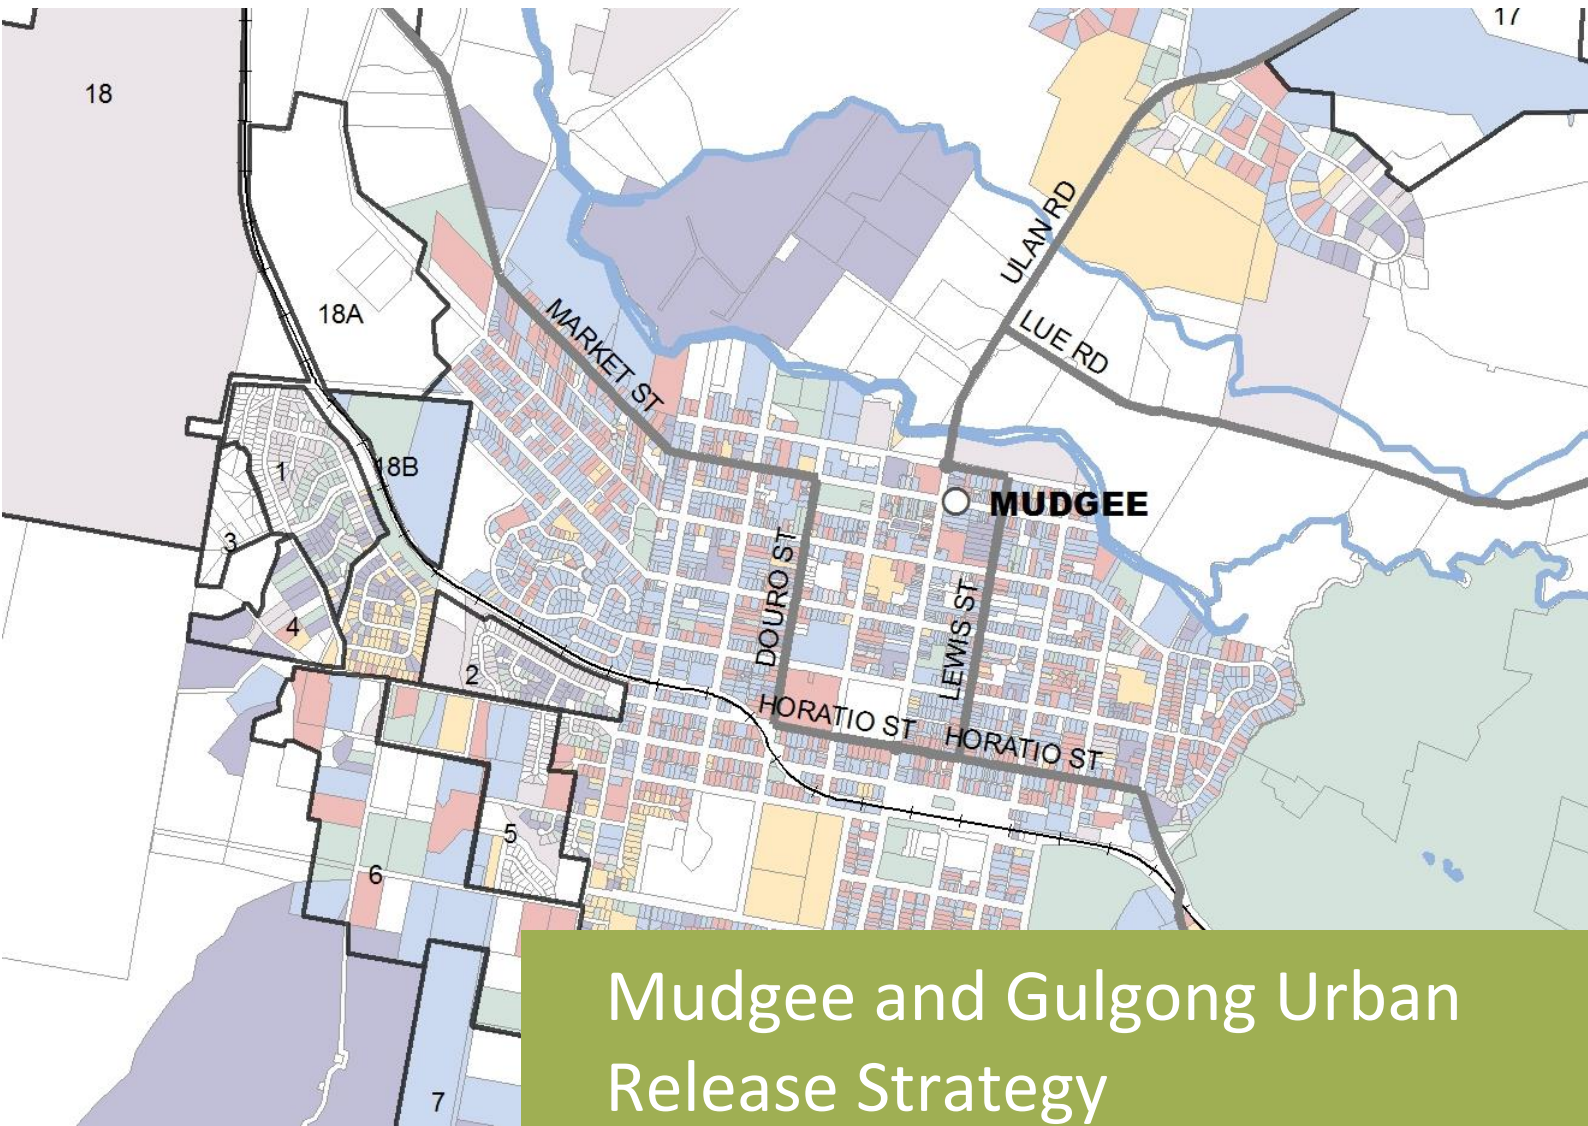 17
18
ULAN RD
18A
MARKET ST
LUE RD
18B
1
MUDGEE
3
DOURO ST
LEWIS ST
4
2
HORATIO ST
HORATIO ST
5
6
7
Mudgee and Gulgong Urban
Release Strategy